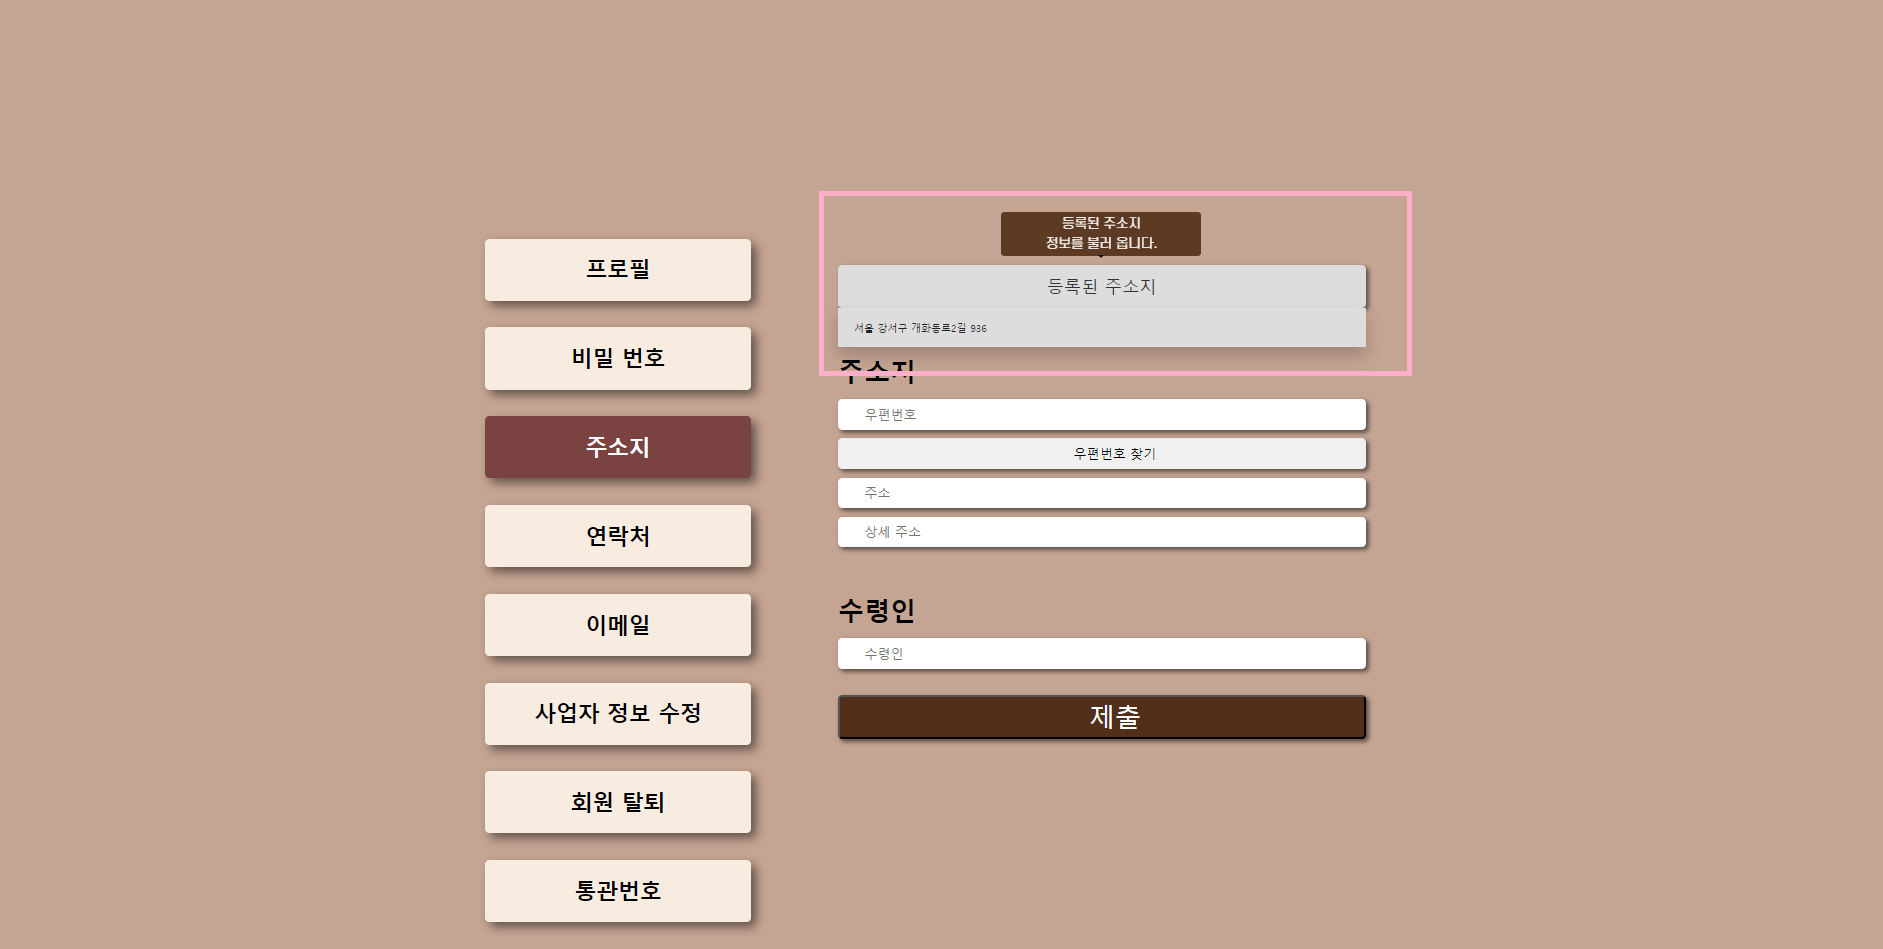 프로필
비밀 번호
주소지
연락처
이메일
사업자 정보 수정
회원 탈퇴
통관번호
등록된 주소지
정보를 불러 옵니다.
등록된 주소지
서울 강서구 개화동로2길 936
주소지
우편번호
우편번호 찾기
주소
상세 주소
수령인
수령인
제출